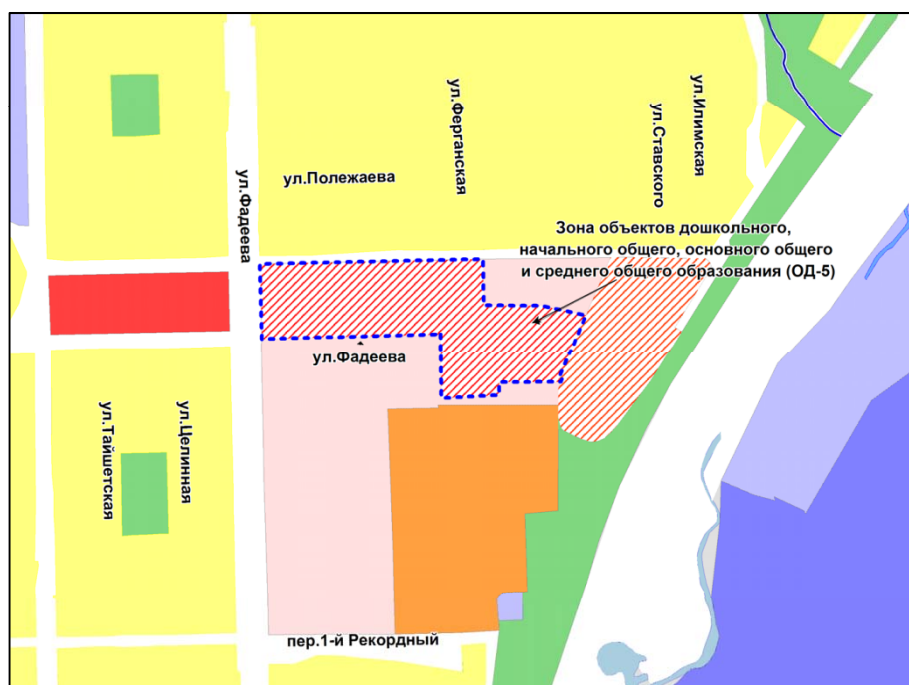 ул.Ферганская
ул.Илимская
ул.Ставского
ул.Полежаева
ул.Фадеева
Зона объектов дошкольного,
начального общего, основного общего
и среднего общего образования (ОД-5)
ул.Фадеева
ул.Тайшетская
ул.Целинная
пер.1-й Рекордный